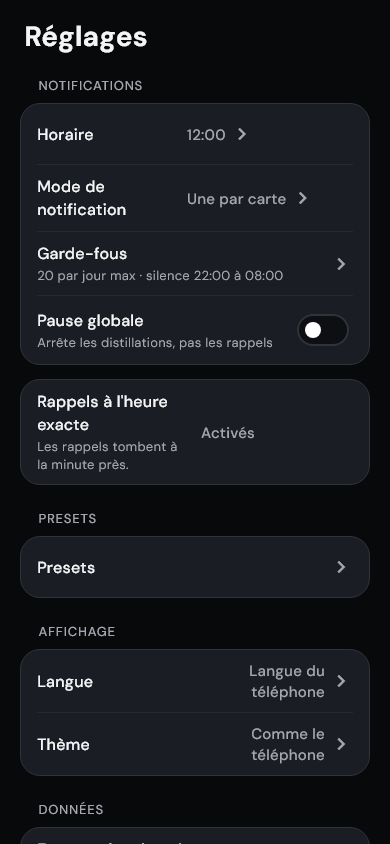 Réglages
NOTIFICATIONS
Horaire
12:00
Mode de
notification
Une par carte
Garde-fous
20 par jour max · silence 22:00 à 08:00
Pause globale
Arrête les distillations, pas les rappels
Rappels à l'heure
exacte
Les rappels tombent à
la minute près.
Activés
PRESETS
Presets
AFFICHAGE
Langue
Langue du
téléphone
Thème
Comme le
téléphone
DONNÉES